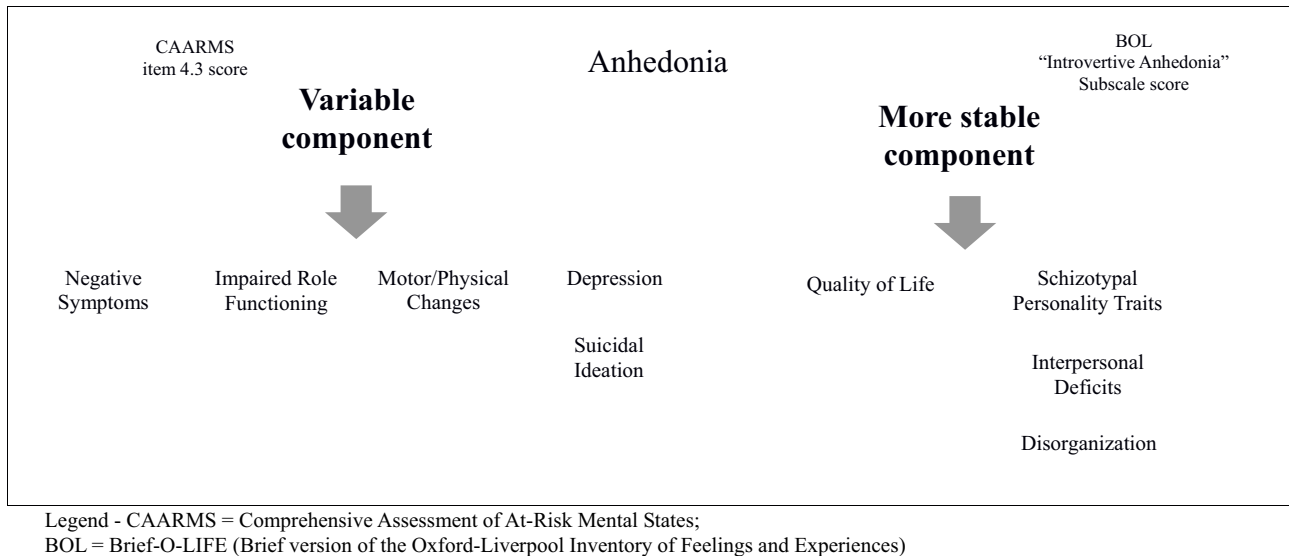 CAARMS
item 4.3 score
Anhedonia
BOL
“Introvertive Anhedonia”
Subscale score
Variable
component
More stable
component
Negative
Symptoms
Impaired Role
Functioning
Motor/Physical
Changes
Depression
Suicidal
Ideation
Quality of Life
Schizotypal
Personality Traits
Interpersonal
Deficits
Disorganization
Legend - CAARMS = Comprehensive Assessment of At-Risk Mental States;
BOL = Brief-O-LIFE (Brief version of the Oxford-Liverpool Inventory of Feelings and Experiences)